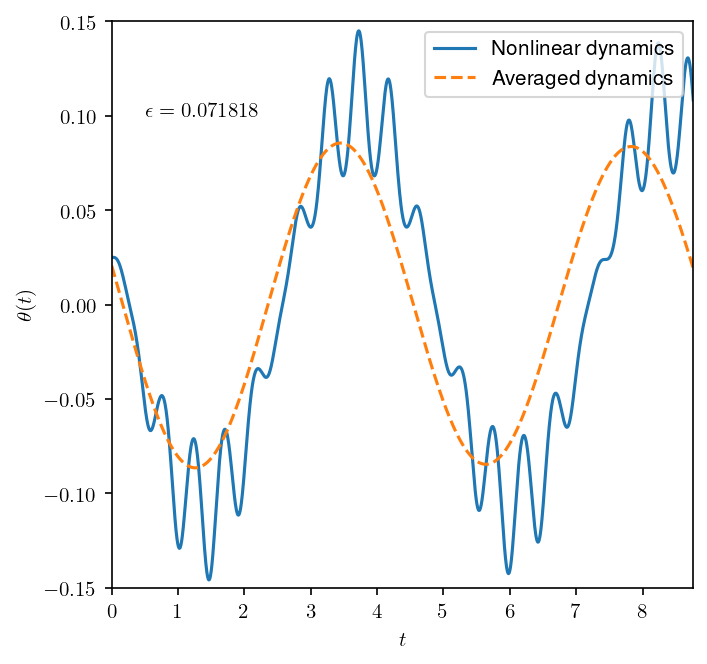 0.15
0.10
0.05
0.00
−0.05
−0.10
−0.15
θ(t)
Nonlinear dynamics
Averaged dynamics
ϵ = 0.071818
0 1 2 3 4 5 6 7 8
t